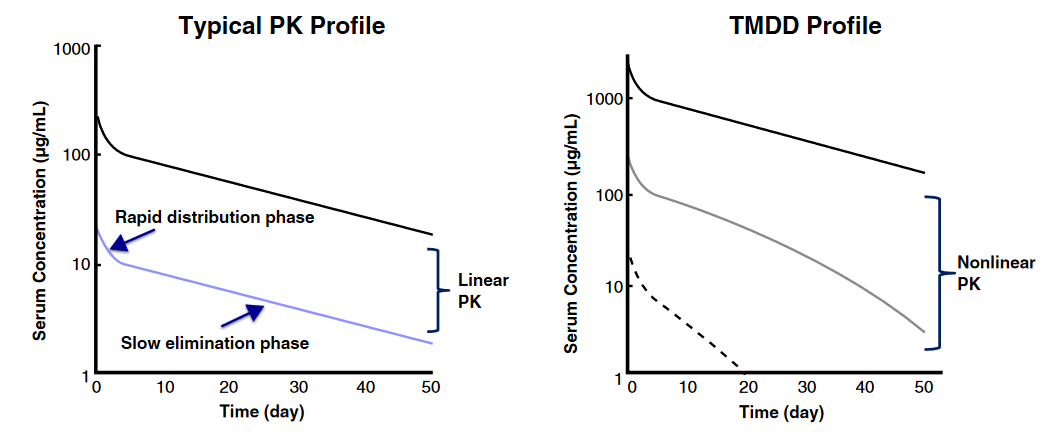 Typical PK Profile
Serum Concentration (µg/mL)
1000
100
10
1
Rapid distribution phase
Slow elimination phase
Linear
PK
0 10 20 30 40 50
Time (day)
TMDD Profile
Serum Concentration (µg/mL)
1000
100
10
1
Nonlinear
PK
0 10 20 30 40 50
Time (day)